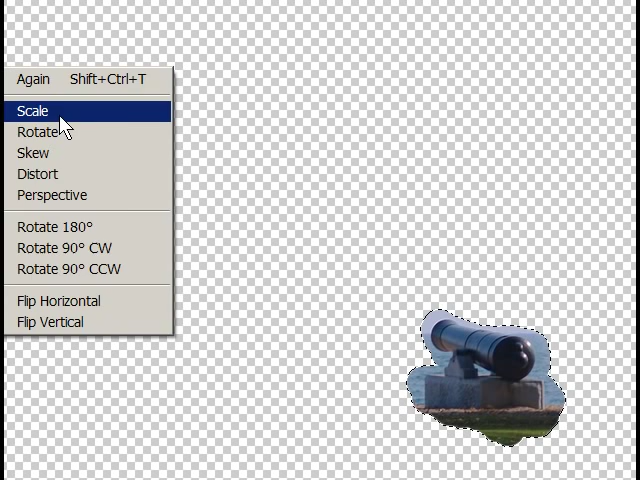 Again Shift+Ctrl+T
Scale
Rotate
Skew
Distort
Perspective
Rotate 180°
Rotate 90° CW
Rotate 90° CCW
Flip Horizontal
Flip Vertical